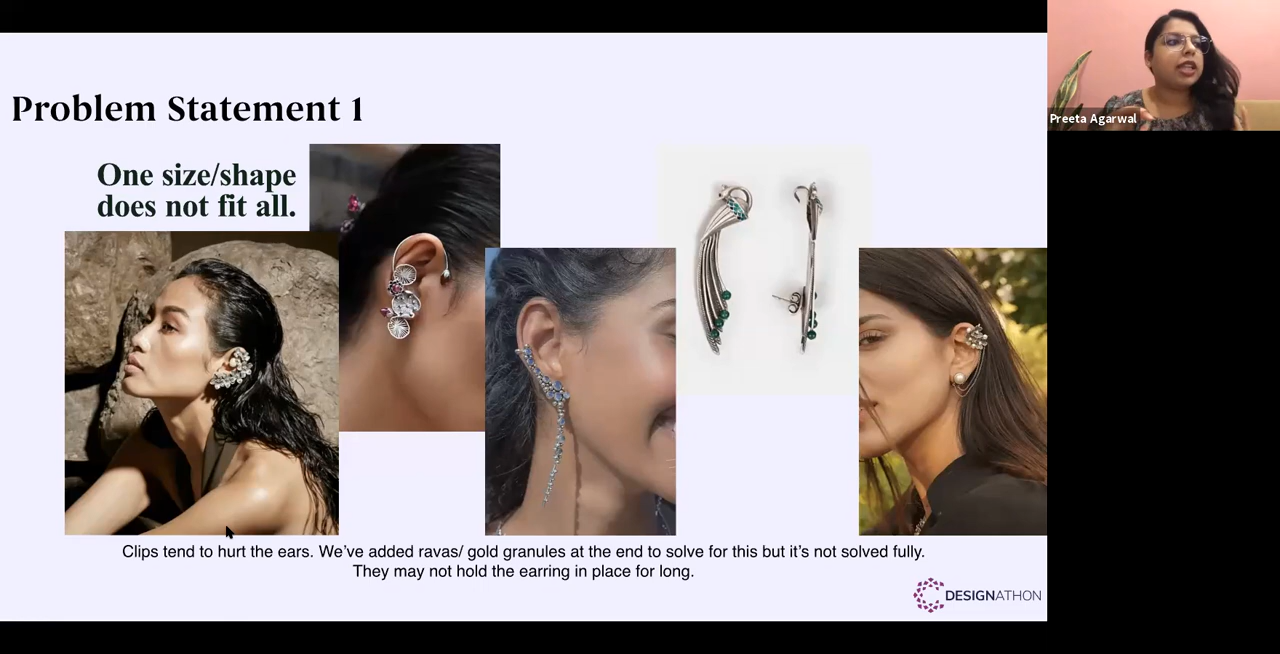 Problem Statement 1
One size/shape
does not fit all.
Clips tend to hurt the ears. We’ve added ravas/ gold granules at the end to solve for this but it’s not solved fully.
They may not hold the earring in place for long.
DESIGNATHON
Preeta Agarwal